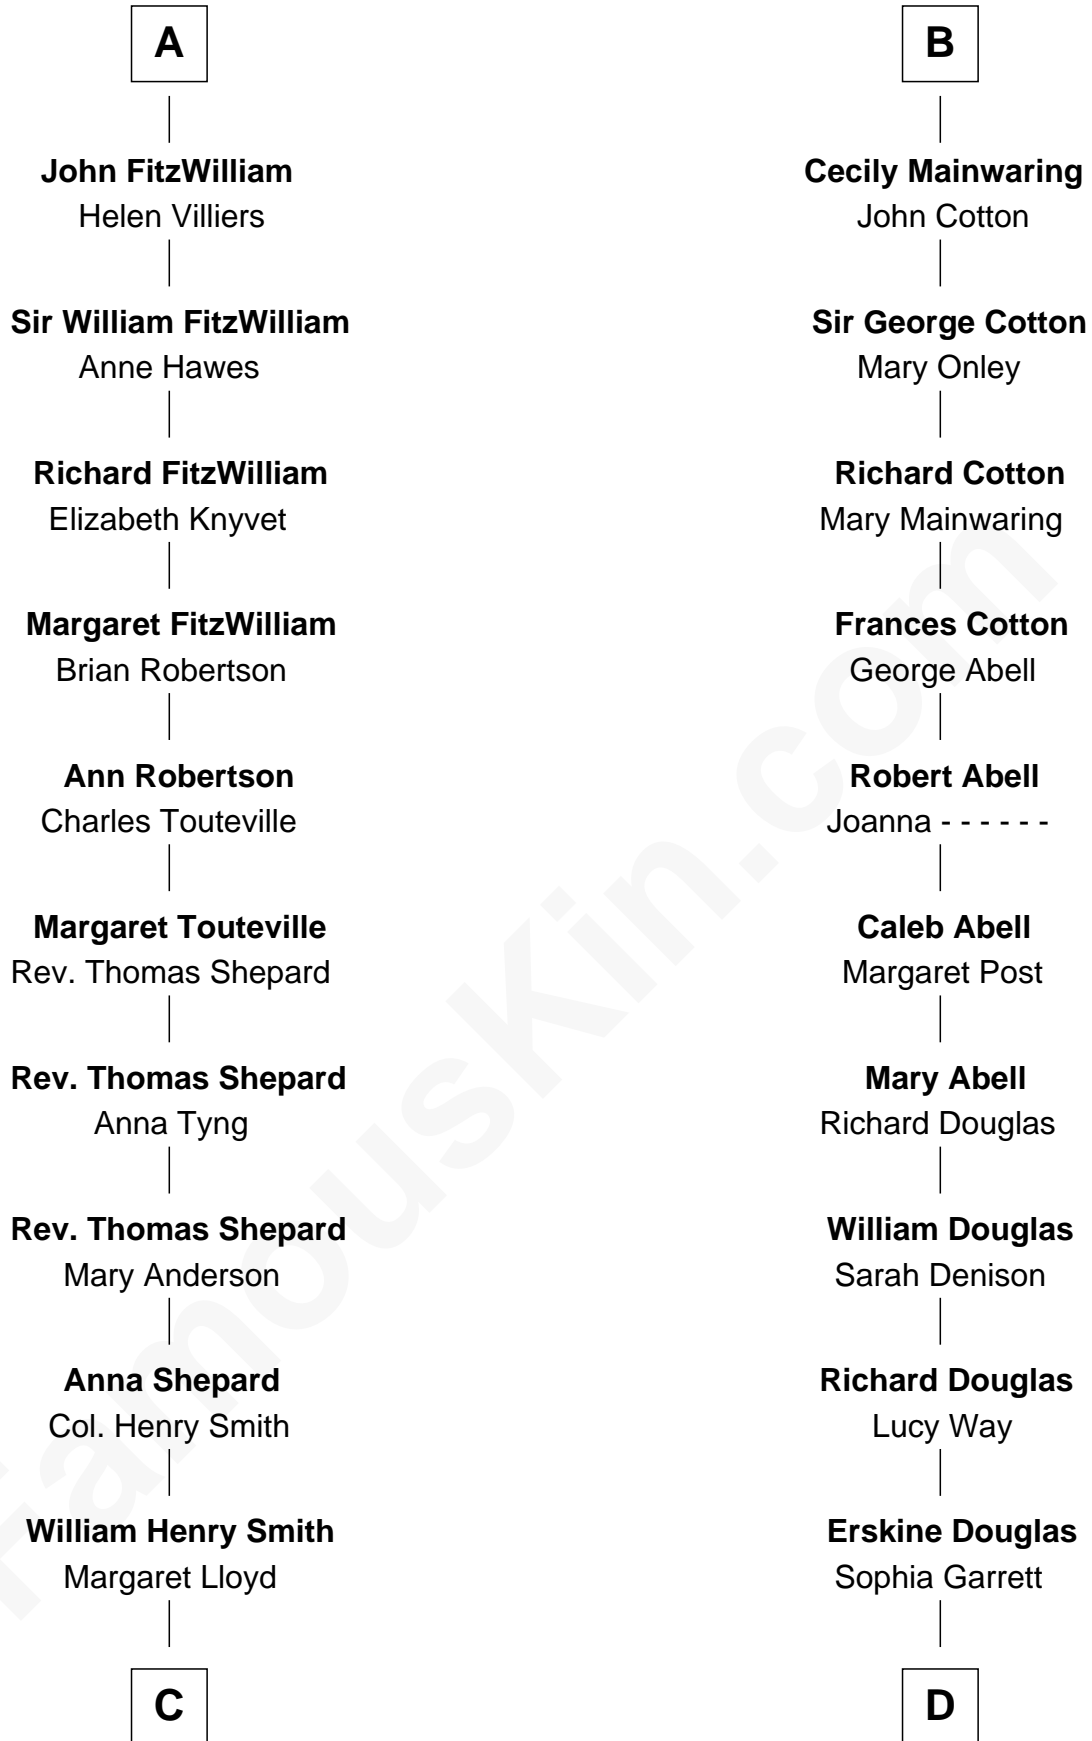 A
John FitzWilliam
Helen Villiers
Sir William FitzWilliam
Anne Hawes
Richard FitzWilliam
Elizabeth Knyvet
Margaret FitzWilliam
Brian Robertson
Ann Robertson
Charles Touteville
Margaret Touteville
Rev. Thomas Shepard
Rev. Thomas Shepard
Anna Tyng
Rev. Thomas Shepard
Mary Anderson
Anna Shepard
Col. Henry Smith
William Henry Smith
Margaret Lloyd
C
B
Cecily Mainwaring
John Cotton
Sir George Cotton
Mary Onley
Richard Cotton
Mary Mainwaring
Frances Cotton
George Abell
Robert Abell
Joanna - - - - - -
Caleb Abell
Margaret Post
Mary Abell
Richard Douglas
William Douglas
Sarah Denison
Richard Douglas
Lucy Way
Erskine Douglas
Sophia Garrett
D
FamousKin.com